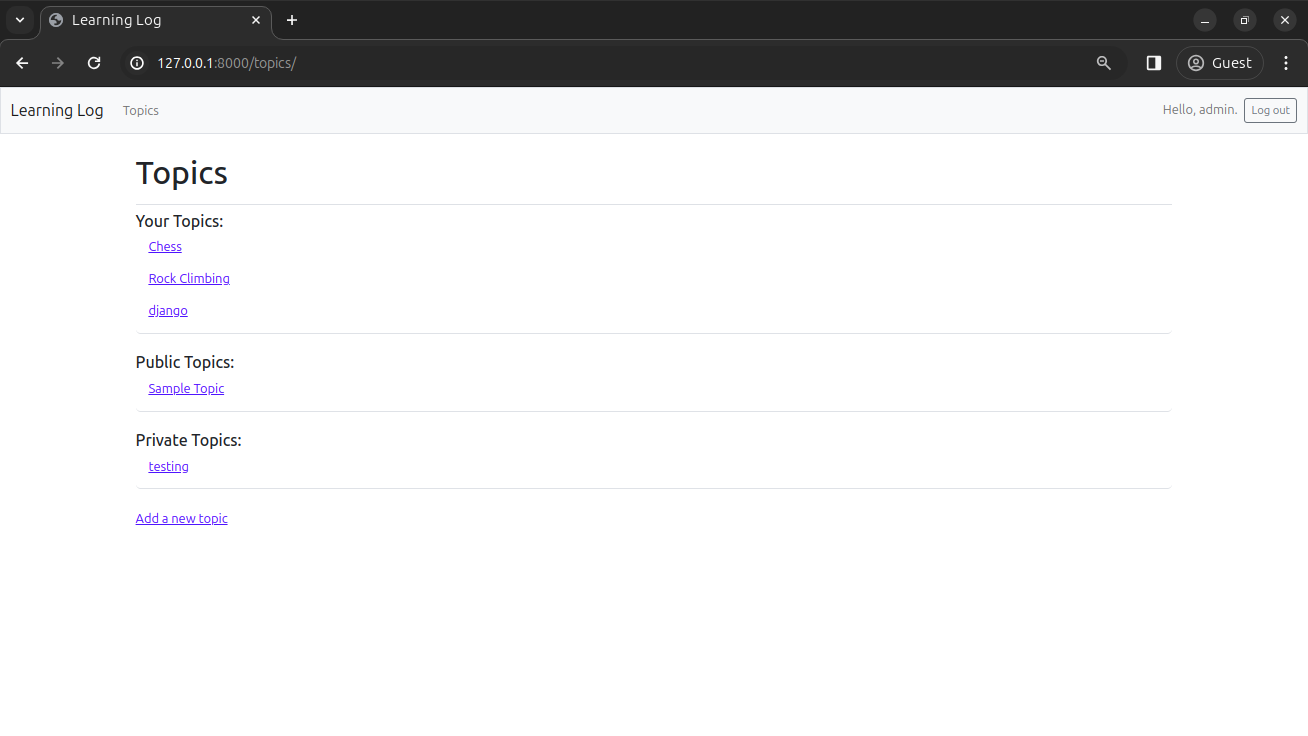 Learning Log
127.0.0.1:8000/topics/
Guest
Learning Log Topics Hello, admin. Log out
Topics
Your Topics:
Chess
Rock Climbing
django
Public Topics:
Sample Topic
Private Topics:
testing
Add a new topic